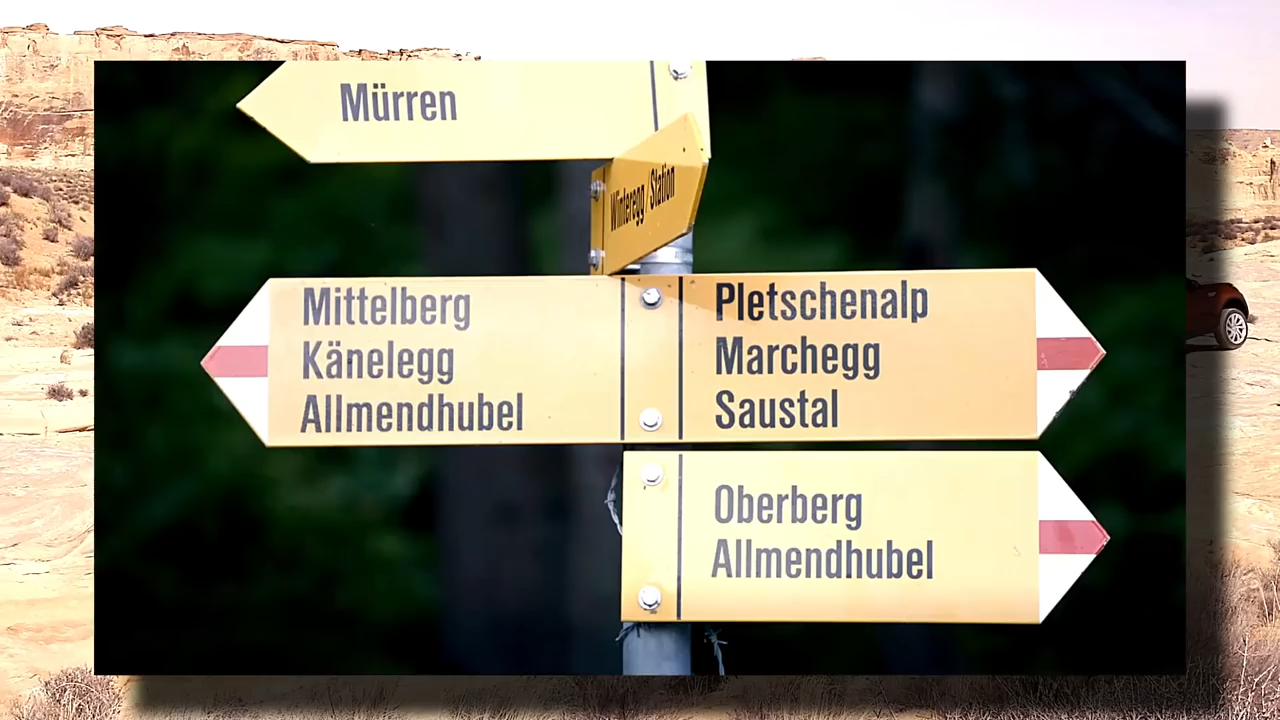 Mürren
Winteregg/Station
Mittelberg
Känelegg
Allmendhubel
Pletschenalp
Marchegg
Saustal
Oberberg
Allmendhubel